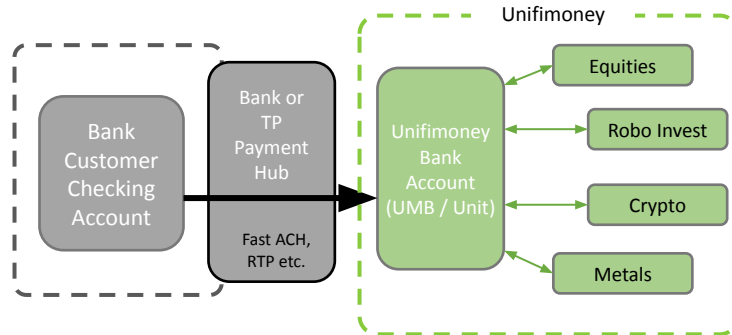 Unifimoney
Bank
Customer
Checking
Account
Bank or
TP
Payment
Hub
Fast ACH,
RTP etc.
Unifimoney
Bank
Account
(UMB / Unit)
Equities
Robo Invest
Crypto
Metals